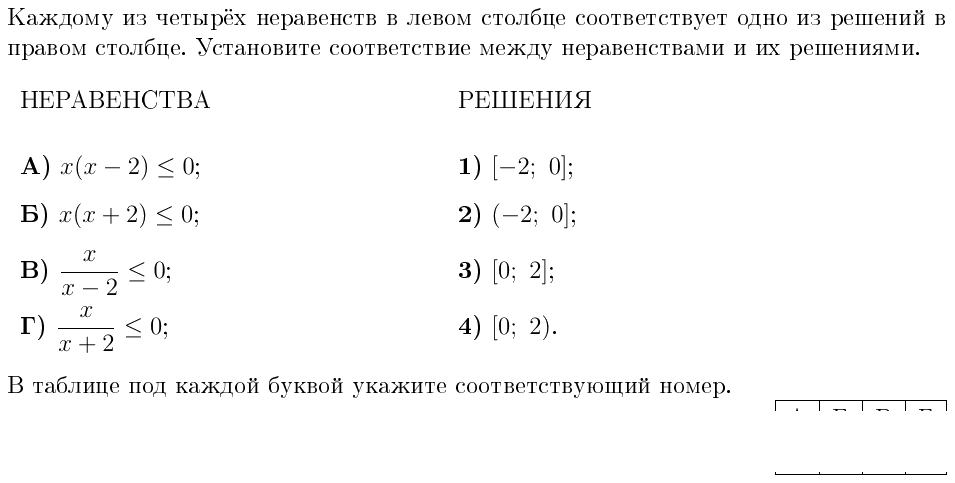 Каждому из четырёх неравенств в левом столбце соответствует одно из решений в
правом столбце. Установите соответствие между неравенствами и их решениями.
НЕРАВЕНСТВА РЕШЕНИЯ
А) x(x − 2) ≤ 0; 1) [−2; 0];
Б) x(x + 2) ≤ 0; 2) (−2; 0];
В) x/(x − 2) ≤ 0; 3) [0; 2];
Г) x/(x + 2) ≤ 0; 4) [0; 2).
В таблице под каждой буквой укажите соответствующий номер.